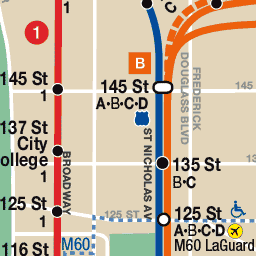 1
B
145 St
1
145 St
A•B•C•D
FREDERICK
DOUGLASS BLVD
137 St
City
ollege
1
BROADWAY
ST NICHOLAS AV
135 St
B•C
125 St
1
125 ST
125 St
A•B•C•D
M60 LaGuard
116 St
M60